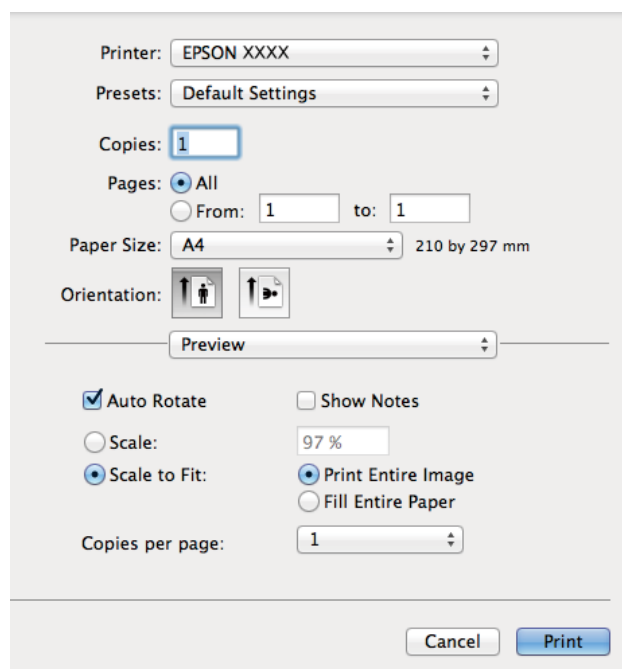 Printer: EPSON XXXX
Presets: Default Settings
Copies: 1
Pages: All
From: 1 to: 1
Paper Size: A4 210 by 297 mm
Orientation:
Preview
Auto Rotate Show Notes
Scale: 97 %
Scale to Fit: Print Entire Image
Fill Entire Paper
Copies per page: 1
Cancel Print